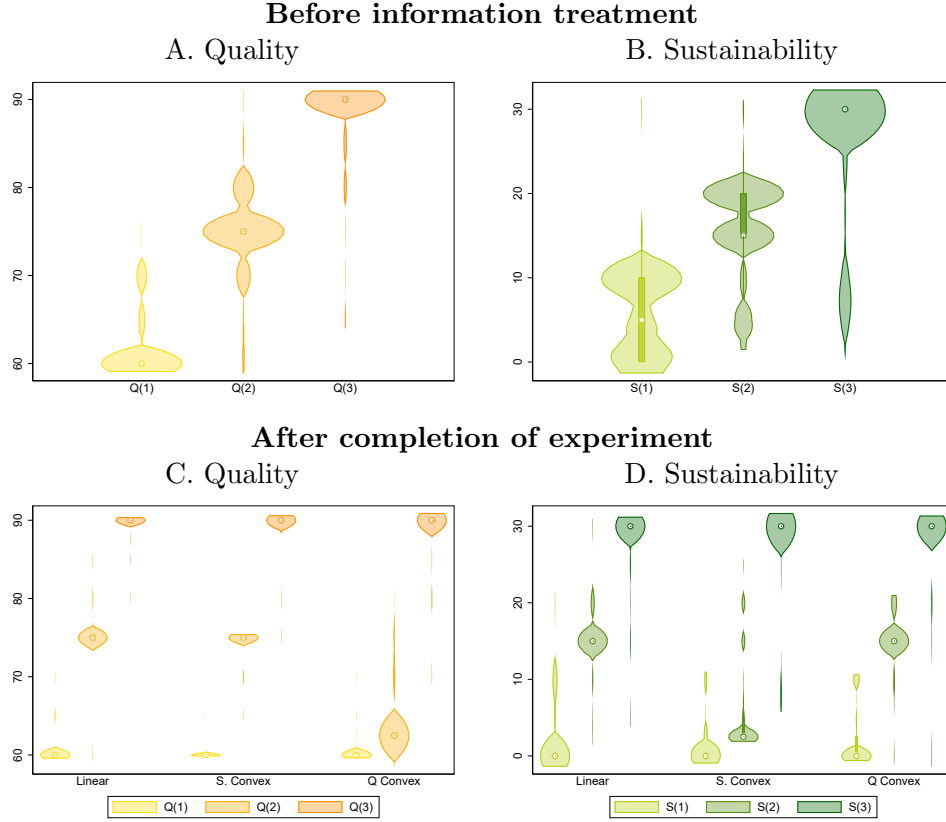 Before information treatment
A. Quality
B. Sustainability
90
80
70
60
Q(1) Q(2) Q(3)
30
20
10
0
S(1) S(2) S(3)
After completion of experiment
C. Quality
D. Sustainability
90
80
70
60
Linear S. Convex Q Convex
Q(1) Q(2) Q(3)
30
20
10
0
Linear S. Convex Q Convex
S(1) S(2) S(3)